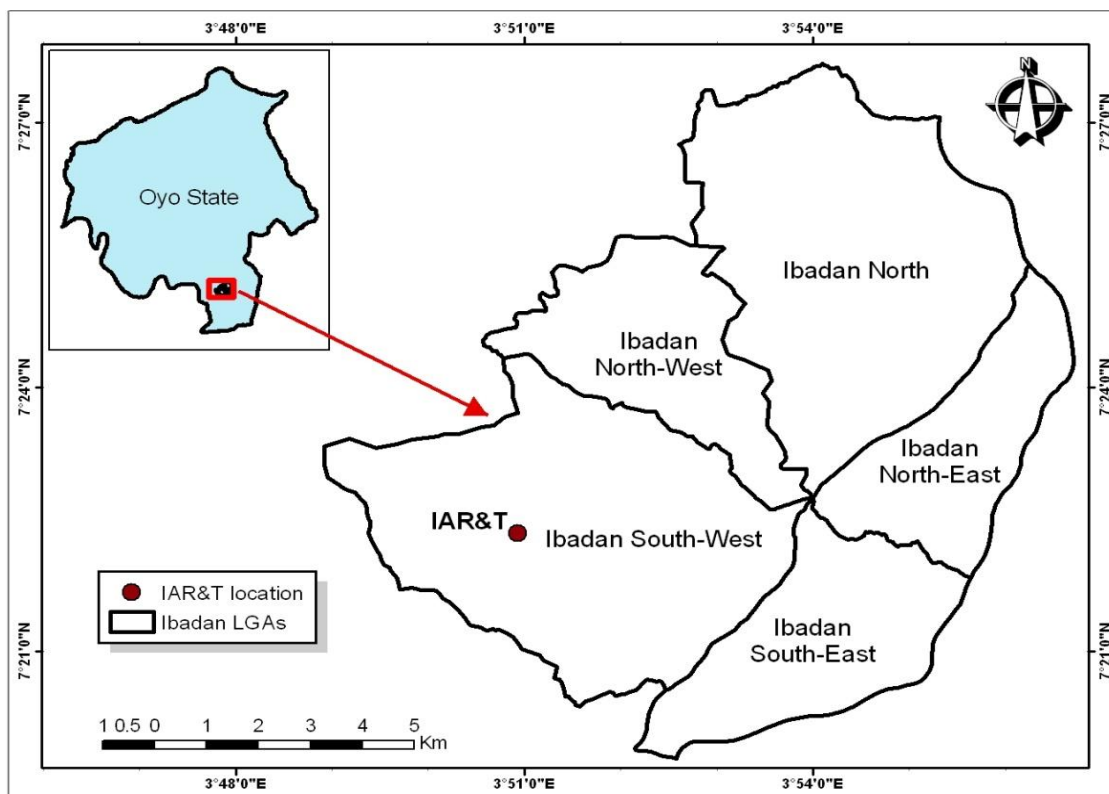 3°48'0"E
3°51'0"E
3°54'0"E
7°27'0"N
7°27'0"N
N
Oyo State
Ibadan North
Ibadan
North-West
7°24'0"N
7°24'0"N
Ibadan
North-East
IAR&T
Ibadan South-West
IAR&T location
Ibadan LGAs
Ibadan
South-East
7°21'0"N
7°21'0"N
1 0.5 0 1 2 3 4 5
Km
3°48'0"E
3°51'0"E
3°54'0"E